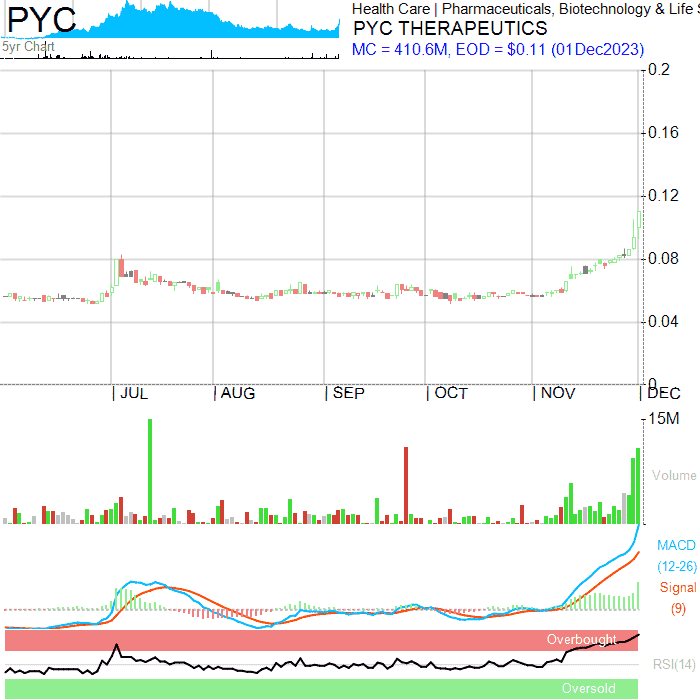 PYC
5yr Chart
Health Care | Pharmaceuticals, Biotechnology & Life S
PYC THERAPEUTICS
MC = 410.6M, EOD = $0.11 (01Dec2023)
0.2
0.16
0.12
0.08
0.04
0
JUL AUG SEP OCT NOV DEC
15M
Volume
MACD
(12-26)
Signal
(9)
Overbought
RSI(14)
Oversold